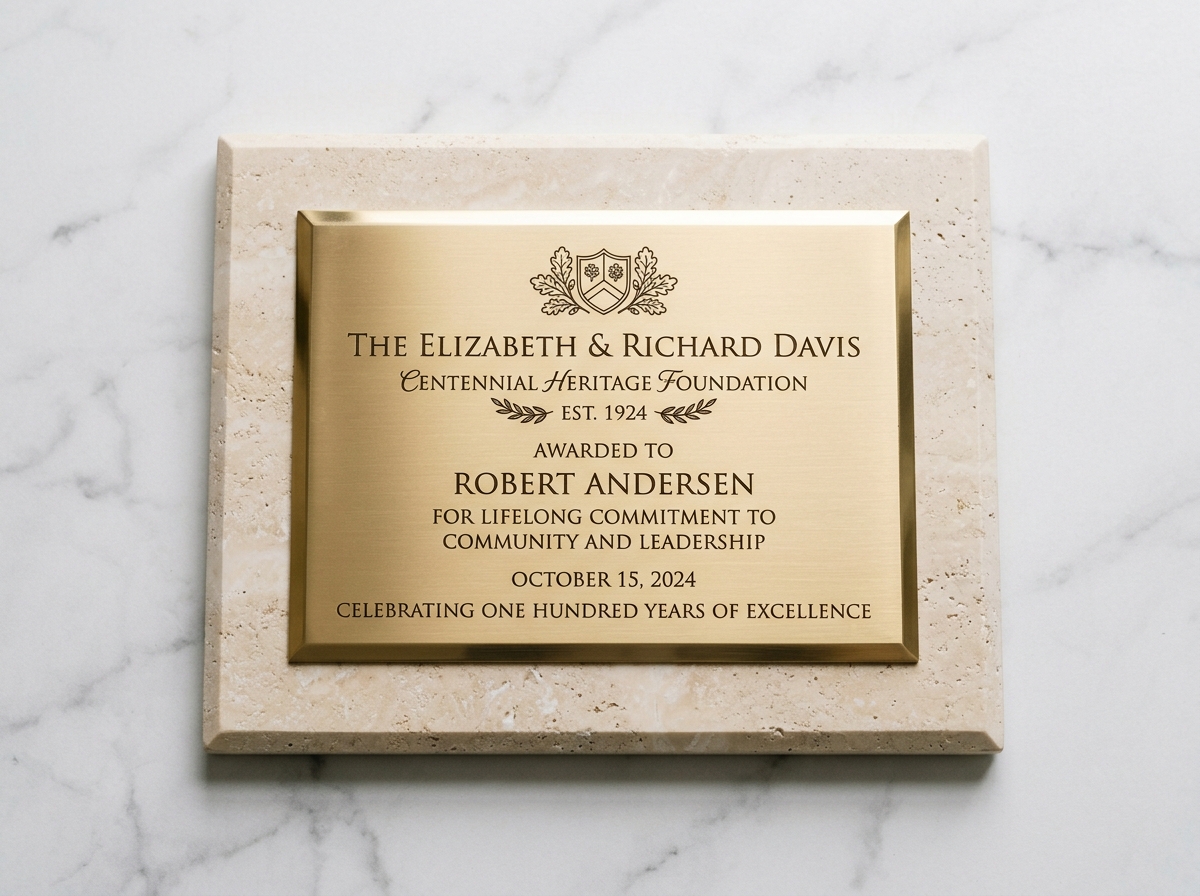 THE ELIZABETH & RICHARD DAVIS
CENTENNIAL HERITAGE FOUNDATION
EST. 1924
AWARDED TO
ROBERT ANDERSEN
FOR LIFELONG COMMITMENT TO
COMMUNITY AND LEADERSHIP
OCTOBER 15, 2024
CELEBRATING ONE HUNDRED YEARS OF EXCELLENCE